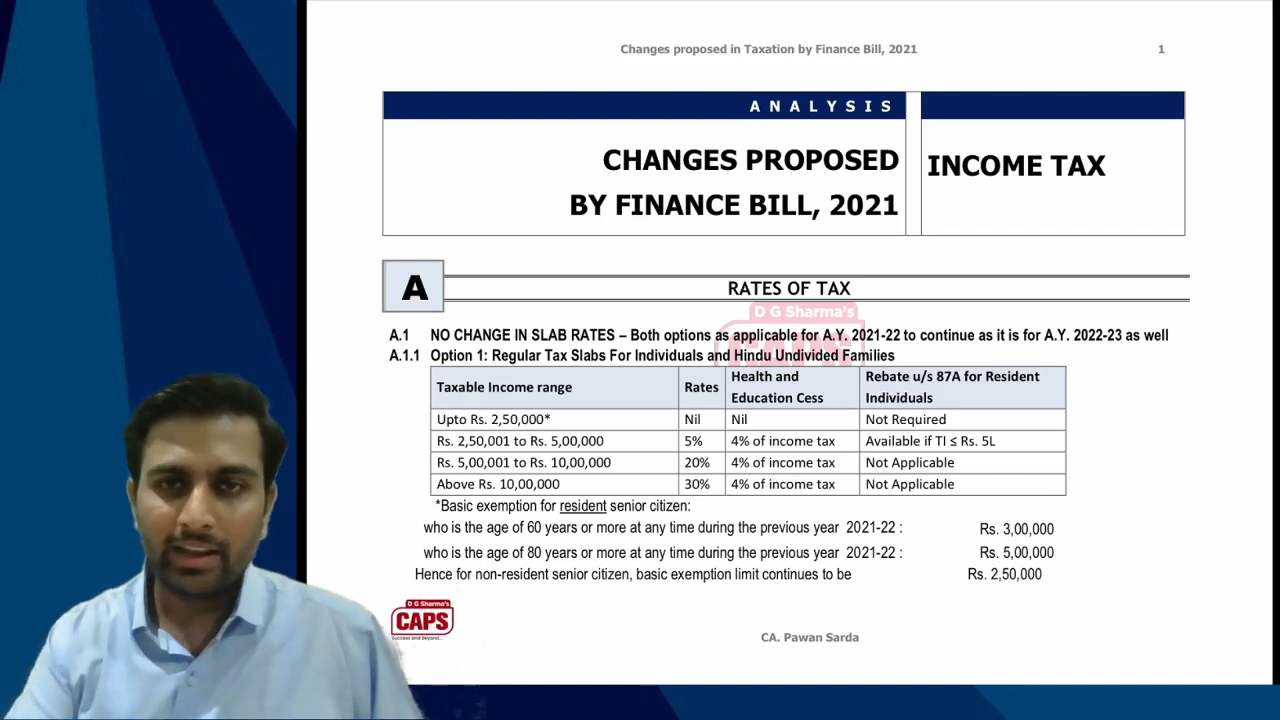 Changes proposed in Taxation by Finance Bill, 2021 1
ANALYSIS
CHANGES PROPOSED
BY FINANCE BILL, 2021
INCOME TAX
A RATES OF TAX
D G Sharma's
CAPS
A.1 NO CHANGE IN SLAB RATES – Both options as applicable for A.Y. 2021-22 to continue as it is for A.Y. 2022-23 as well
A.1.1 Option 1: Regular Tax Slabs For Individuals and Hindu Undivided Families
Taxable Income range Rates Health and Education Cess Rebate u/s 87A for Resident Individuals
Upto Rs. 2,50,000* Nil Nil Not Required
Rs. 2,50,001 to Rs. 5,00,000 5% 4% of income tax Available if TI ≤ Rs. 5L
Rs. 5,00,001 to Rs. 10,00,000 20% 4% of income tax Not Applicable
Above Rs. 10,00,000 30% 4% of income tax Not Applicable
*Basic exemption for resident senior citizen:
who is the age of 60 years or more at any time during the previous year 2021-22 : Rs. 3,00,000
who is the age of 80 years or more at any time during the previous year 2021-22 : Rs. 5,00,000
Hence for non-resident senior citizen, basic exemption limit continues to be Rs. 2,50,000
D G Sharma's
CAPS
Success and Beyond...
CA. Pawan Sarda